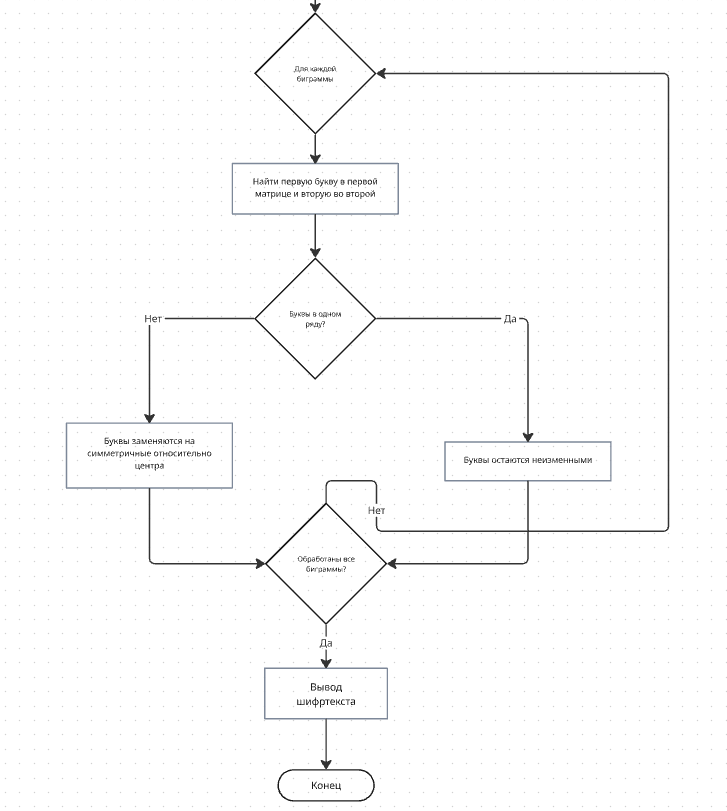 Для каждой
биграммы
Найти первую букву в первой
матрице и вторую во второй
Буквы в одном
ряду?
Нет
Да
Буквы заменяются на
симметричные относительно
центра
Буквы остаются неизменными
Нет
Обработаны все
биграммы?
Да
Вывод
шифртекста
Конец